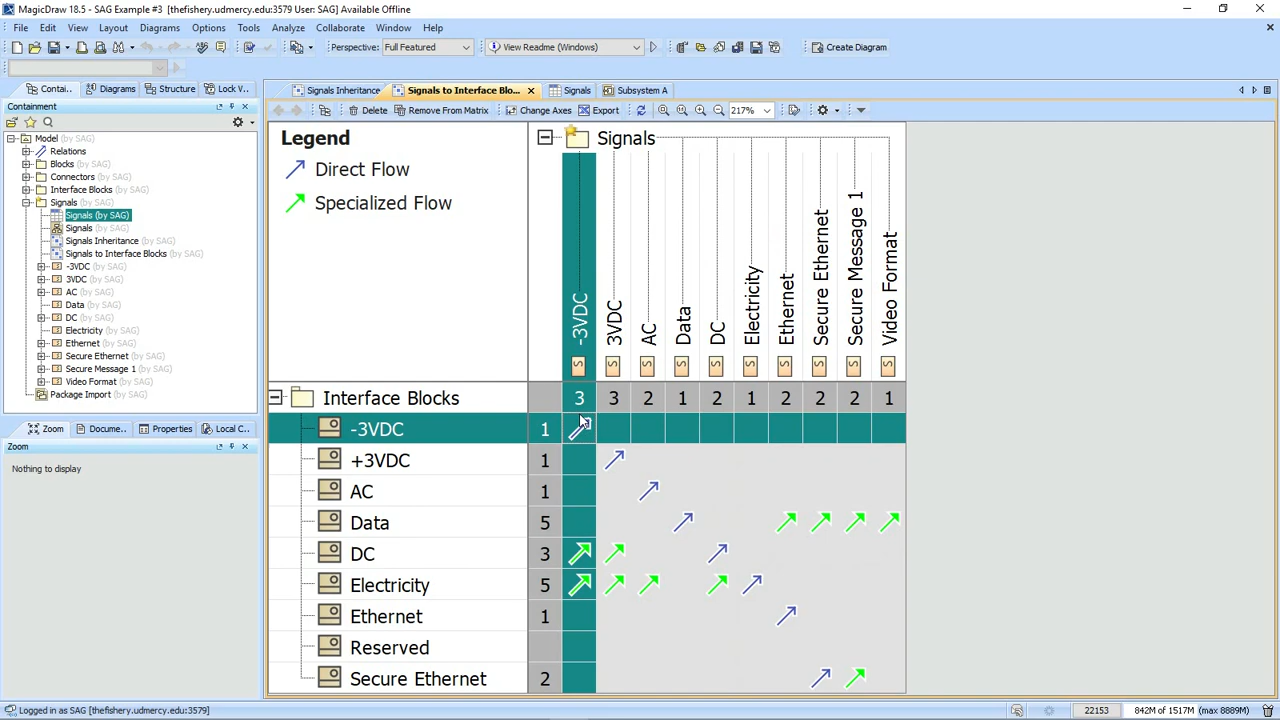 MagicDraw 18.5 - SAG Example #3 [thefishery.udmercy.edu:3579 User: SAG] Available Offline
File Edit View Layout Diagrams Options Tools Analyze Collaborate Window Help
Perspective: Full Featured View Readme (Windows) Create Diagram
Contai.. Diagrams Structure Lock V...
Signals Inheritance Signals to Interface Blo... Signals Subsystem A
Containment
Delete Remove From Matrix Change Axes Export 217%
Model (by SAG)
Relations
Blocks (by SAG)
Connectors (by SAG)
Interface Blocks (by SAG)
Signals (by SAG)
Signals (by SAG)
Signals (by SAG)
Signals Inheritance (by SAG)
Signals to Interface Blocks (by SAG)
-3VDC (by SAG)
3VDC (by SAG)
AC (by SAG)
Data (by SAG)
DC (by SAG)
Electricity (by SAG)
Ethernet (by SAG)
Secure Ethernet (by SAG)
Secure Message 1 (by SAG)
Video Format (by SAG)
Package Import (by SAG)
Zoom Docume... Properties Local C...
Zoom
Nothing to display
Legend
Direct Flow
Specialized Flow
Signals
-3VDC
3VDC
AC
Data
DC
Electricity
Ethernet
Secure Ethernet
Secure Message 1
Video Format
S S S S S S S S S S
Interface Blocks 3 3 2 1 2 1 2 2 2 1
-3VDC 1
+3VDC 1
AC 1
Data 5
DC 3
Electricity 5
Ethernet 1
Reserved
Secure Ethernet 2
Logged in as SAG [thefishery.udmercy.edu:3579] 22153 842M of 1517M (max 8889M)